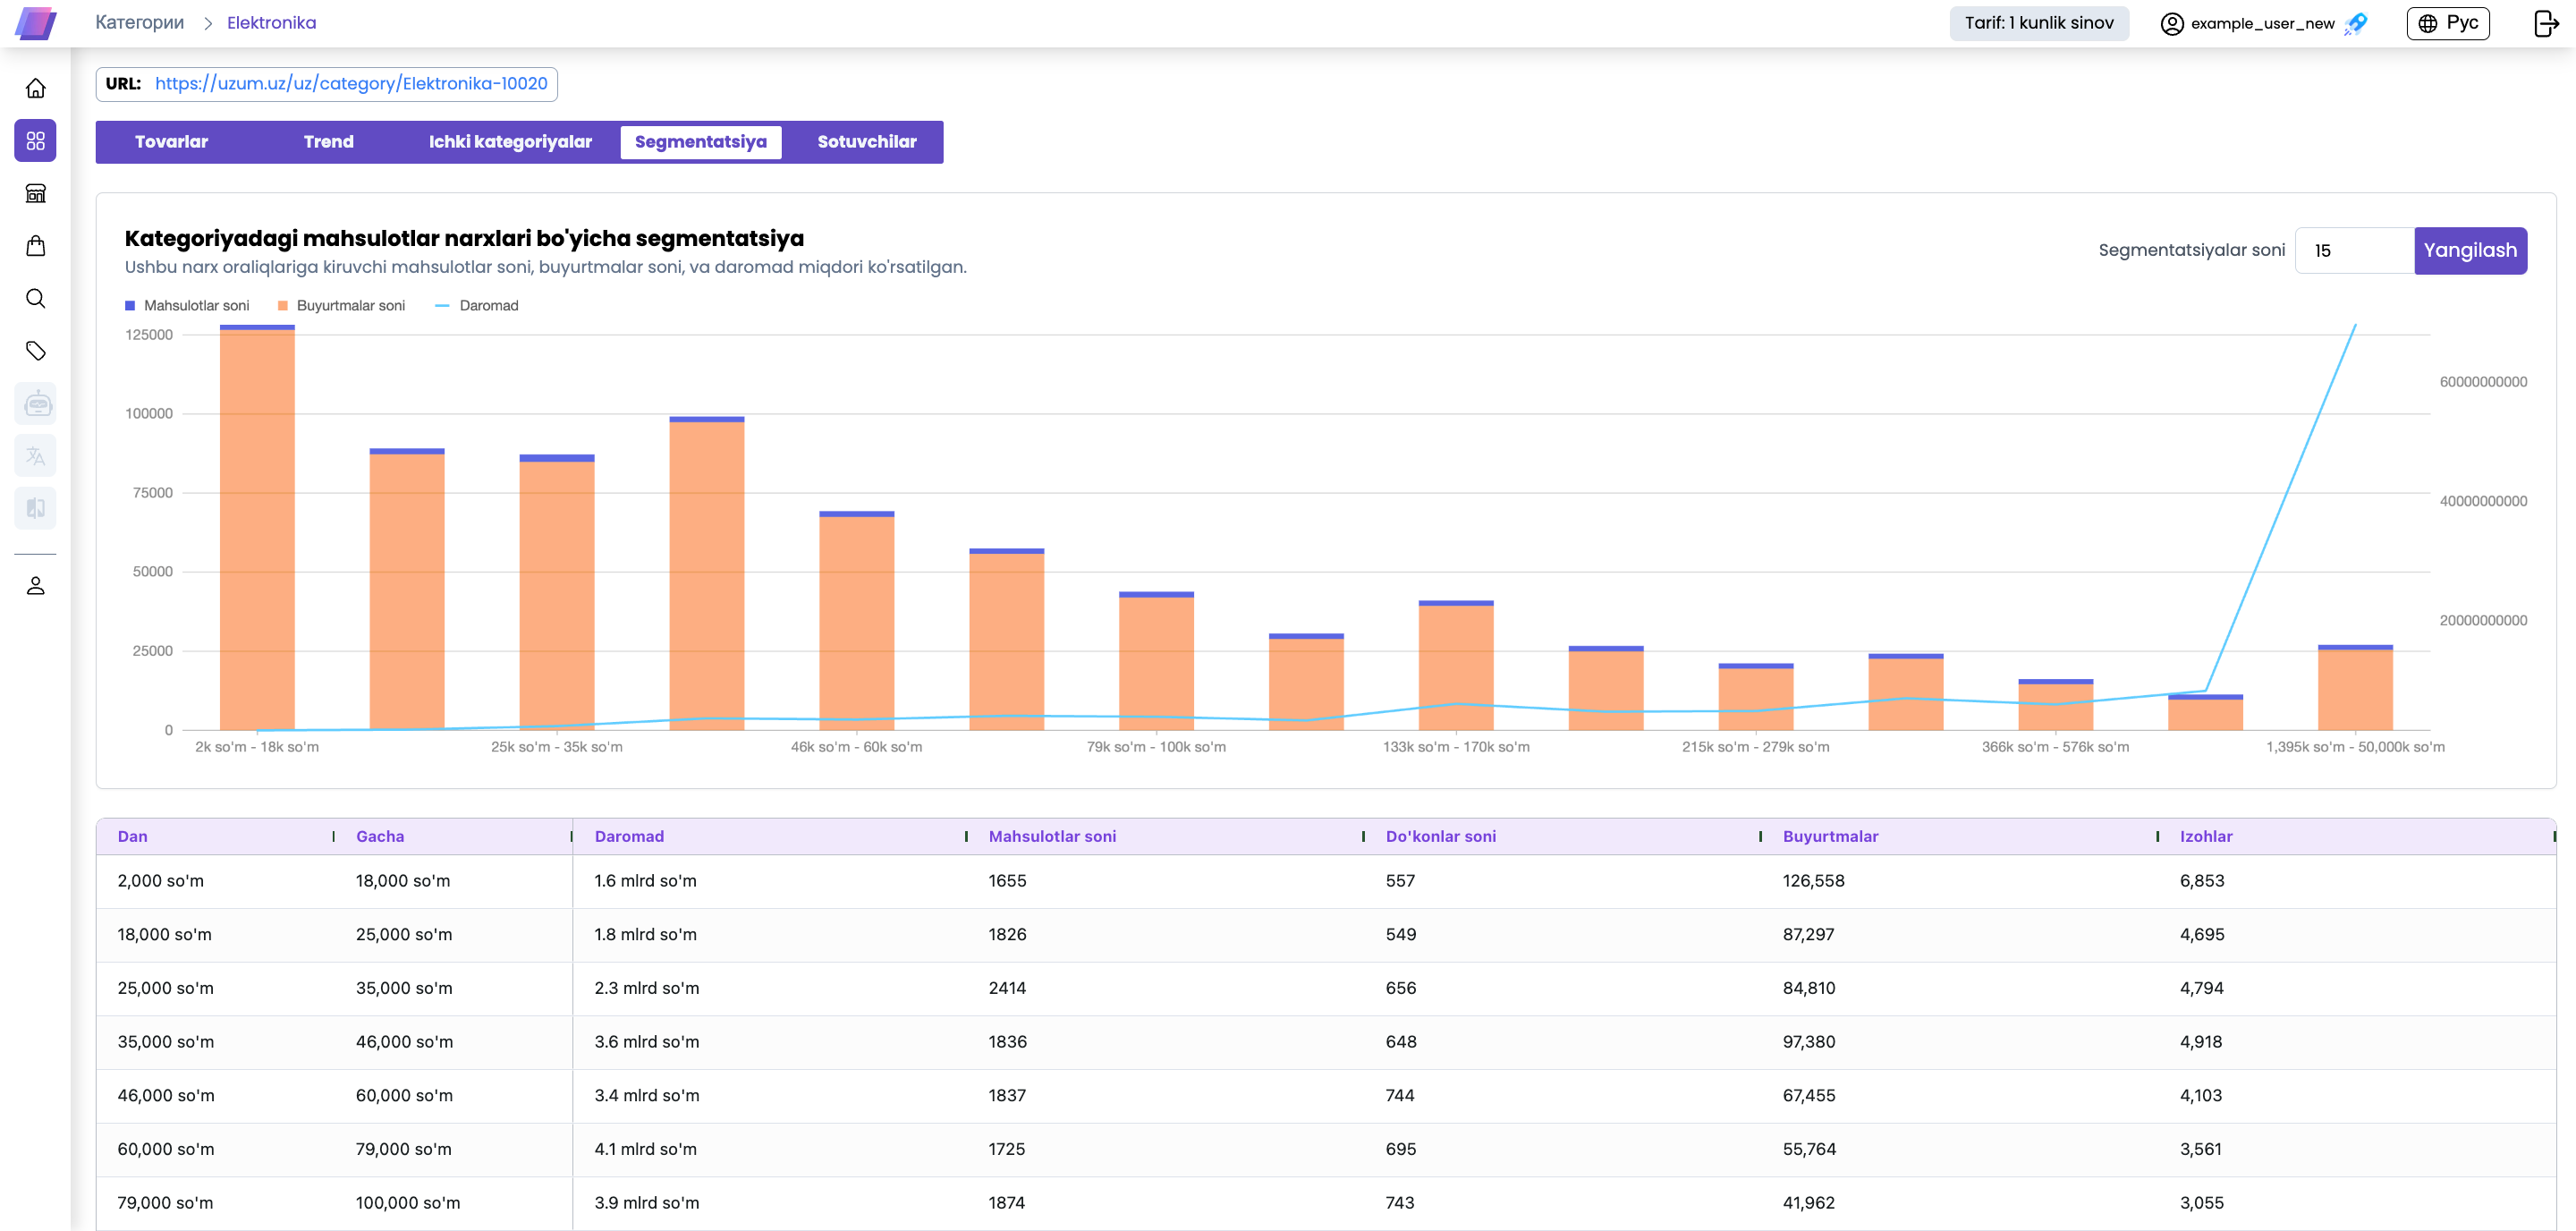 Категории > Elektronika
Tarif: 1 kunlik sinov
example_user_new
Рус
URL: https://uzum.uz/uz/category/Elektronika-10020
Tovarlar Trend Ichki kategoriyalar Segmentatsiya Sotuvchilar
Kategoriyadagi mahsulotlar narxlari bo'yicha segmentatsiya
Ushbu narx oraliqlariga kiruvchi mahsulotlar soni, buyurtmalar soni, va daromad miqdori ko'rsatilgan.
Segmentatsiyalar soni 15 Yangilash
Mahsulotlar soni Buyurtmalar soni Daromad
125000
100000
75000
50000
25000
0
60000000000
40000000000
20000000000
2k so'm - 18k so'm 25k so'm - 35k so'm 46k so'm - 60k so'm 79k so'm - 100k so'm 133k so'm - 170k so'm 215k so'm - 279k so'm 366k so'm - 576k so'm 1,395k so'm - 50,000k so'm
Dan Gacha Daromad Mahsulotlar soni Do'konlar soni Buyurtmalar Izohlar
2,000 so'm 18,000 so'm 1.6 mlrd so'm 1655 557 126,558 6,853
18,000 so'm 25,000 so'm 1.8 mlrd so'm 1826 549 87,297 4,695
25,000 so'm 35,000 so'm 2.3 mlrd so'm 2414 656 84,810 4,794
35,000 so'm 46,000 so'm 3.6 mlrd so'm 1836 648 97,380 4,918
46,000 so'm 60,000 so'm 3.4 mlrd so'm 1837 744 67,455 4,103
60,000 so'm 79,000 so'm 4.1 mlrd so'm 1725 695 55,764 3,561
79,000 so'm 100,000 so'm 3.9 mlrd so'm 1874 743 41,962 3,055